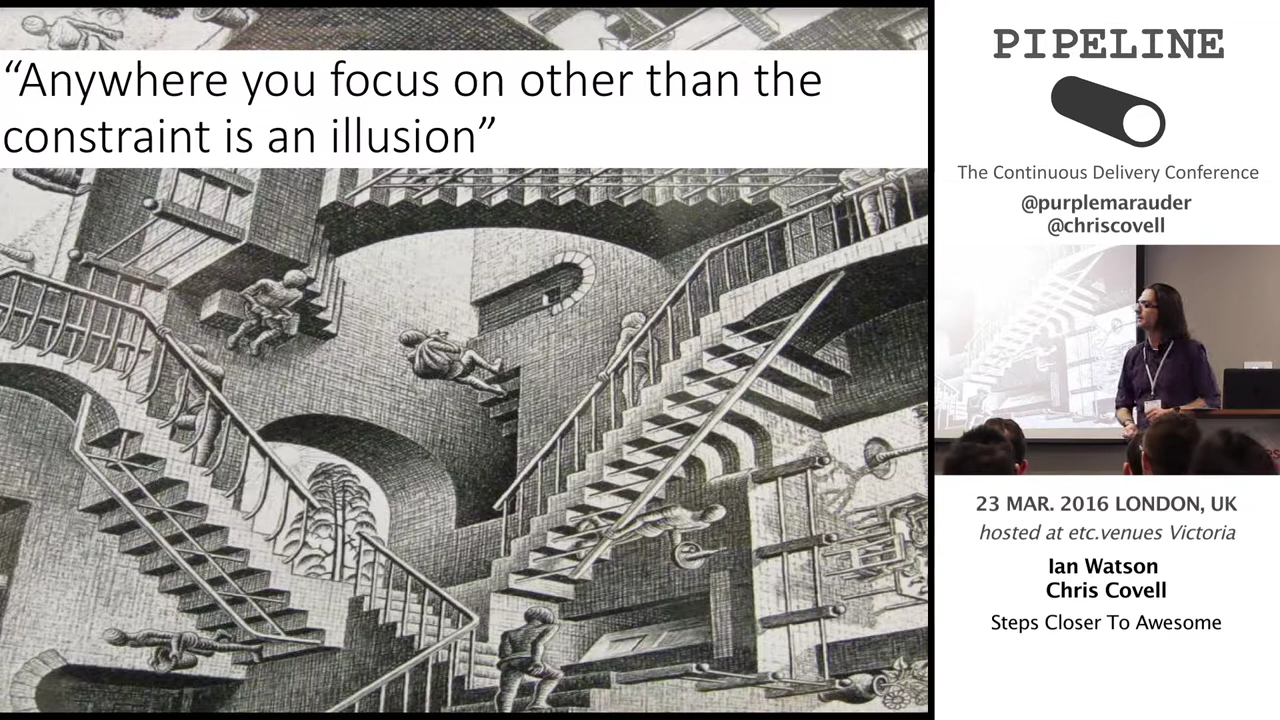 “Anywhere you focus on other than the
constraint is an illusion”
PIPELINE
The Continuous Delivery Conference
@purplemarauder
@chriscovell
23 MAR. 2016 LONDON, UK
hosted at etc.venues Victoria
Ian Watson
Chris Covell
Steps Closer To Awesome